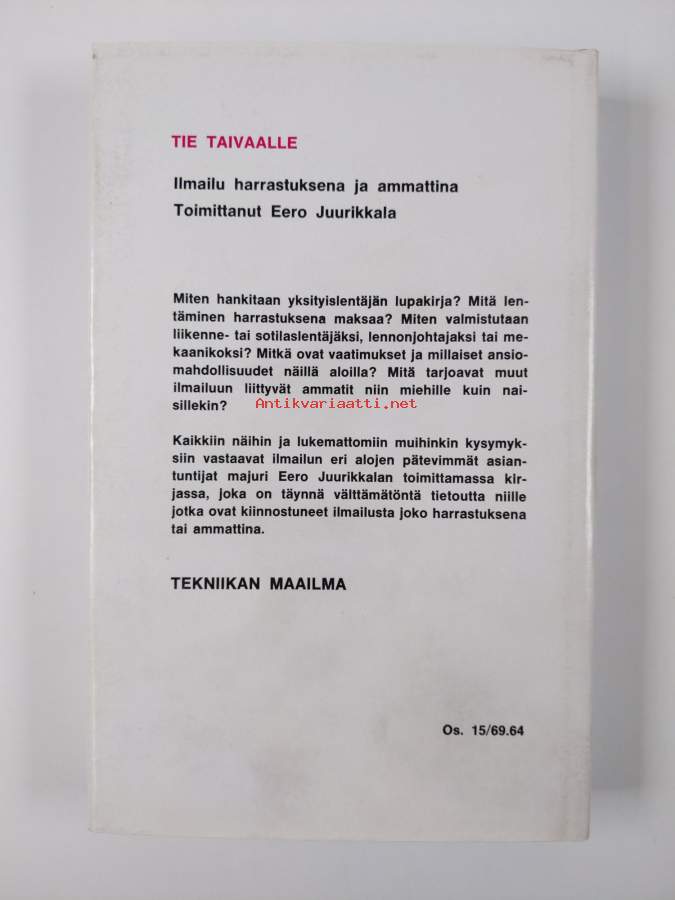 TIE TAIVAALLE
Ilmailu harrastuksena ja ammattina
Toimittanut Eero Juurikkala
Miten hankitaan yksityislentäjän lupakirja? Mitä len-
täminen harrastuksena maksaa? Miten valmistutaan
liikenne- tai sotilaslentäjäksi, lennonjohtajaksi tai me-
kaanikoksi? Mitkä ovat vaatimukset ja millaiset ansio-
mahdollisuudet näillä aloilla? Mitä tarjoavat muut
ilmailuun liittyvät ammatit niin miehille kuin nai-
sillekin?
Antikvariaatti.net
Kaikkiin näihin ja lukemattomiin muihinkin kysymyk-
siin vastaavat ilmailun eri alojen pätevimmät asian-
tuntijat majuri Eero Juurikkalan toimittamassa kir-
jassa, joka on täynnä välttämätöntä tietoutta niille
jotka ovat kiinnostuneet ilmailusta joko harrastuksena
tai ammattina.
TEKNIIKAN MAAILMA
Os. 15/69.64